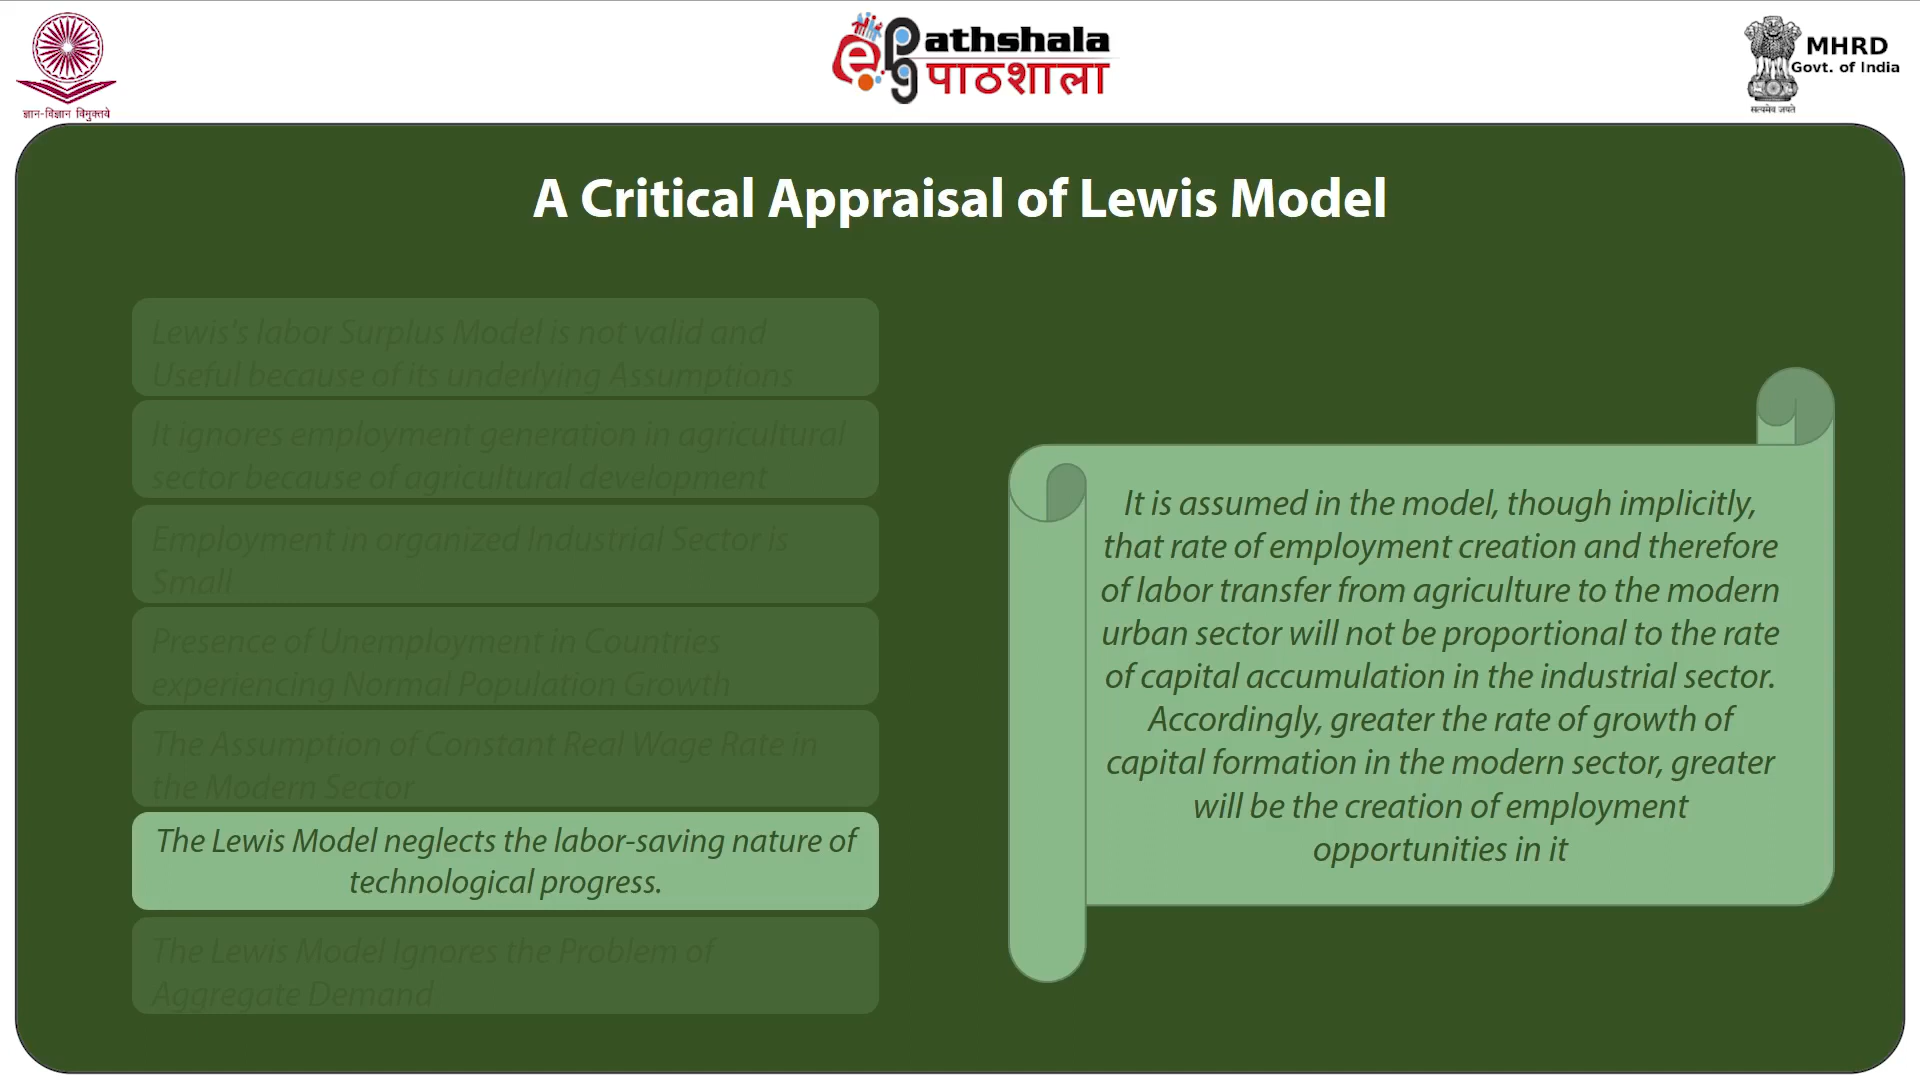 ज्ञान-विज्ञान विमुक्तये
e
Pathshala
पाठशाला
MHRD
Govt. of India
सत्यमेव जयते
A Critical Appraisal of Lewis Model
Lewis's labor Surplus Model is not valid and
Useful because of its underlying Assumptions
It ignores employment generation in agricultural
sector because of agricultural development
Employment in organized Industrial Sector is
Small
Presence of Unemployment in Countries
experiencing Normal Population Growth
The Assumption of Constant Real Wage Rate in
the Modern Sector
The Lewis Model neglects the labor-saving nature of
technological progress.
The Lewis Model Ignores the Problem of
Aggregate Demand
It is assumed in the model, though implicitly,
that rate of employment creation and therefore
of labor transfer from agriculture to the modern
urban sector will not be proportional to the rate
of capital accumulation in the industrial sector.
Accordingly, greater the rate of growth of
capital formation in the modern sector, greater
will be the creation of employment
opportunities in it